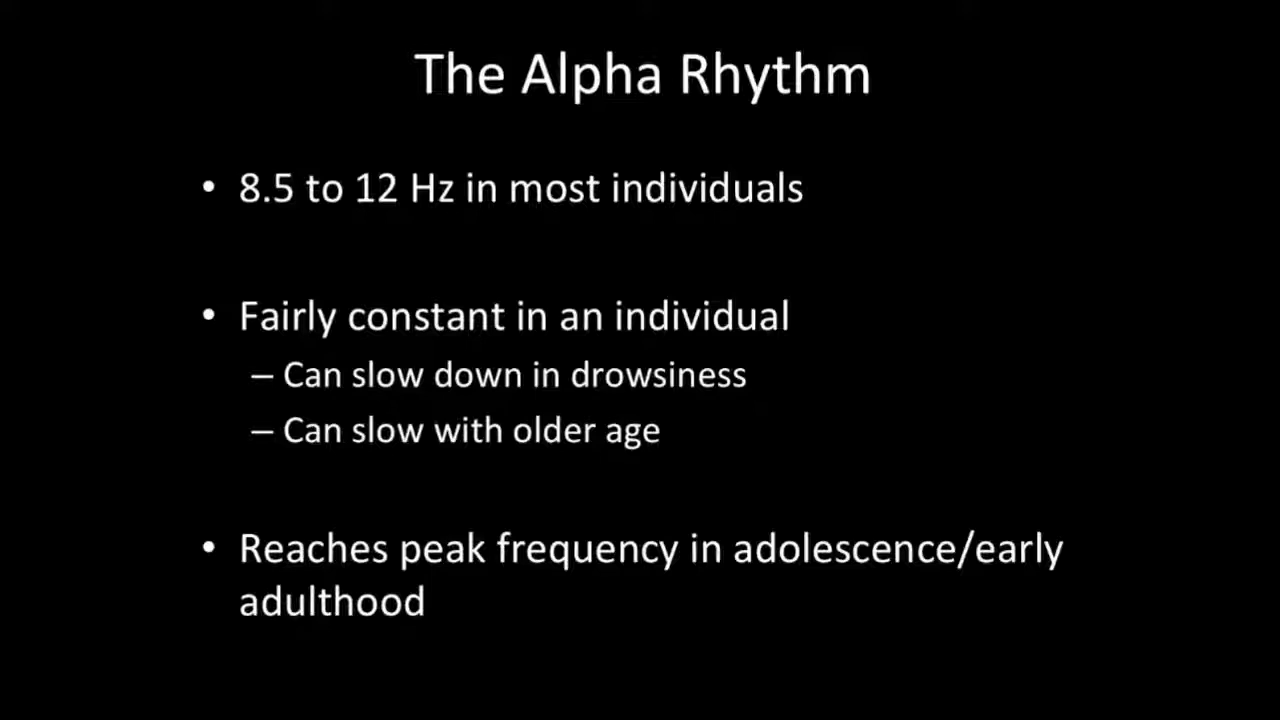 The Alpha Rhythm
• 8.5 to 12 Hz in most individuals
• Fairly constant in an individual
– Can slow down in drowsiness
– Can slow with older age
• Reaches peak frequency in adolescence/early
adulthood